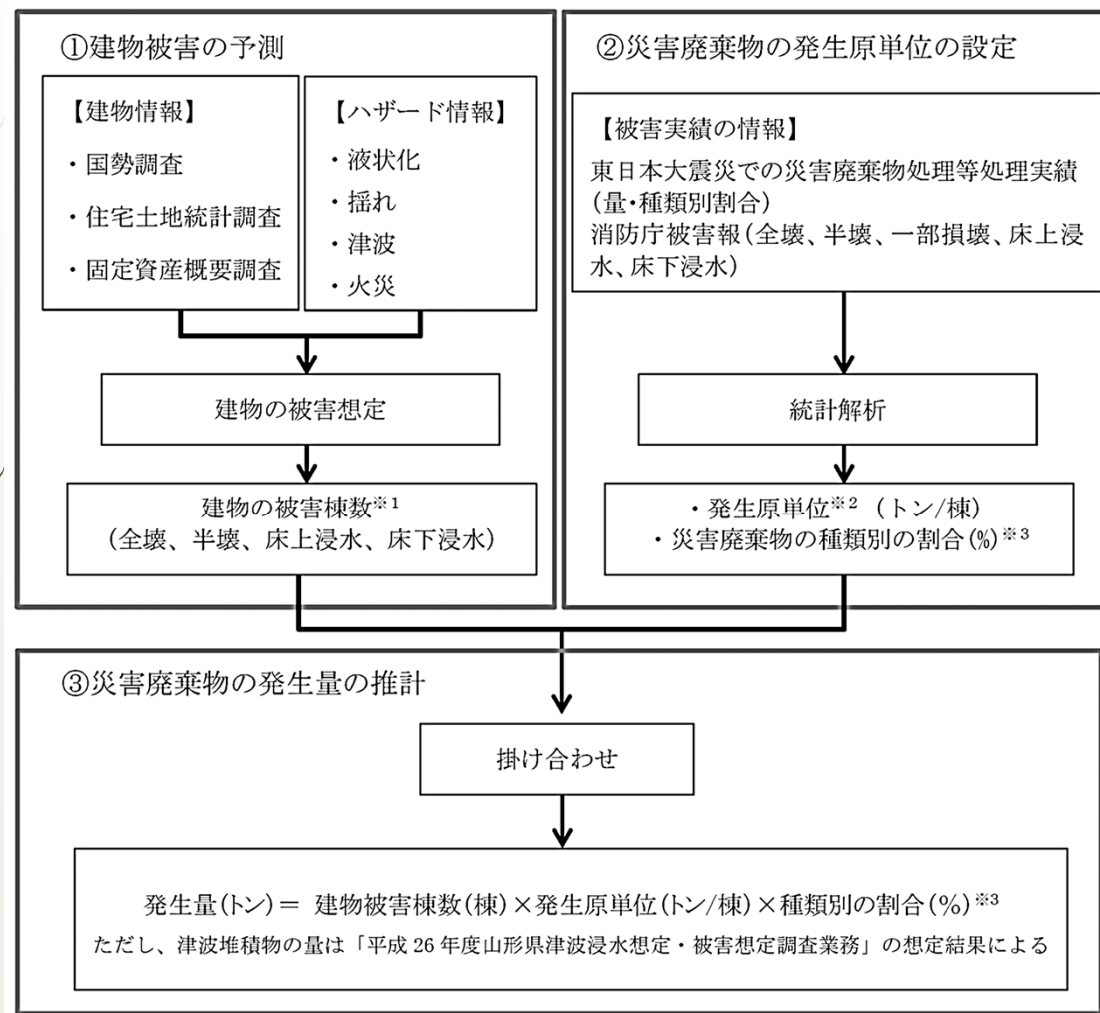 ①建物被害の予測
【建物情報】
・国勢調査
・住宅土地統計調査
・固定資産概要調査
【ハザード情報】
・液状化
・揺れ
・津波
・火災
建物の被害想定
建物の被害棟数※1
(全壊、半壊、床上浸水、床下浸水)
②災害廃棄物の発生原単位の設定
【被害実績の情報】
東日本大震災での災害廃棄物処理等処理実績
(量・種類別割合)
消防庁被害報(全壊、半壊、一部損壊、床上浸
水、床下浸水)
統計解析
・発生原単位※2 (トン/棟)
・災害廃棄物の種類別の割合(%)※3
③災害廃棄物の発生量の推計
掛け合わせ
発生量(トン)= 建物被害棟数(棟)×発生原単位(トン/棟)×種類別の割合(%)※3
ただし、津波堆積物の量は「平成 26 年度山形県津波浸水想定・被害想定調査業務」の想定結果による